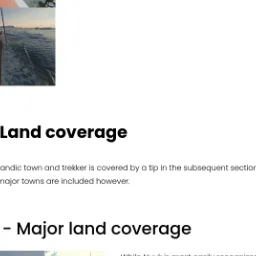 Land coverage
andic town and trekker is covered by a tip In the subsequent section
major towns are included however.
- Major land coverage